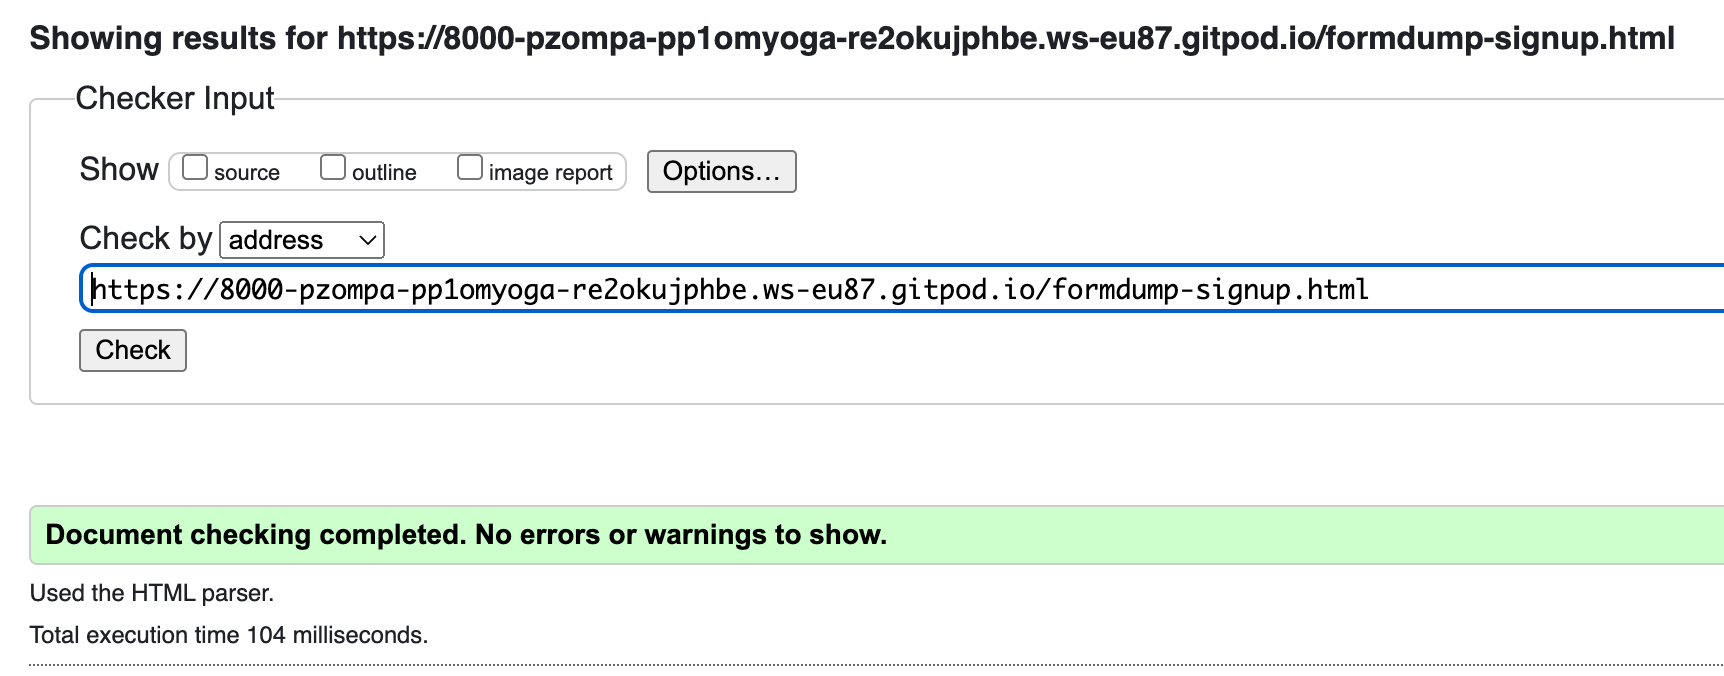 Showing results for https://8000-pzompa-pp1omyoga-re2okujphbe.ws-eu87.gitpod.io/formdump-signup.html
Checker Input
Show source outline image report Options…
Check by address
https://8000-pzompa-pp1omyoga-re2okujphbe.ws-eu87.gitpod.io/formdump-signup.html
Check
Document checking completed. No errors or warnings to show.
Used the HTML parser.
Total execution time 104 milliseconds.